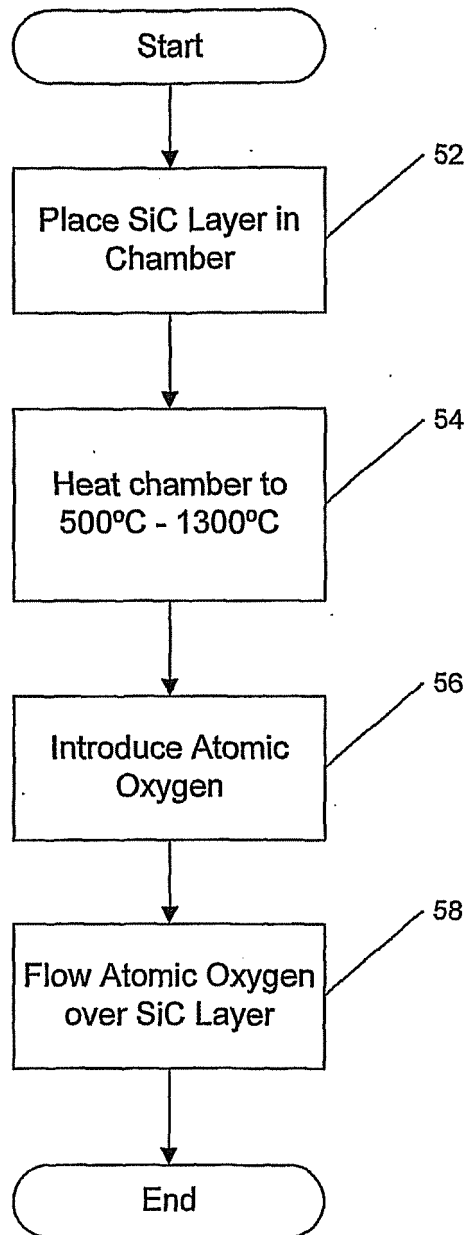 Start
52
Place SiC Layer in
Chamber
54
Heat chamber to
500ºC - 1300ºC
56
Introduce Atomic
Oxygen
58
Flow Atomic Oxygen
over SiC Layer
End